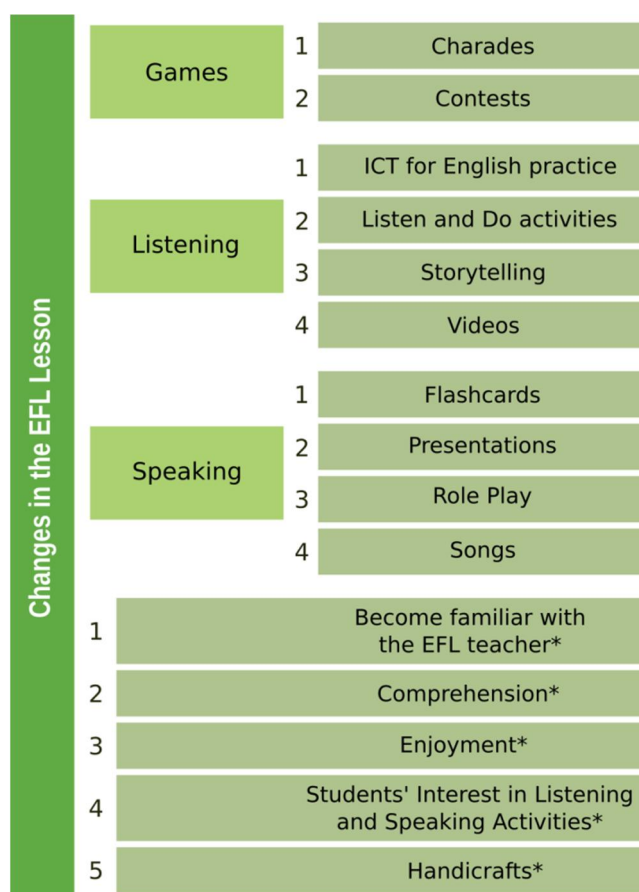 Changes in the EFL Lesson
Games
1 Charades
2 Contests
Listening
1 ICT for English practice
2 Listen and Do activities
3 Storytelling
4 Videos
Speaking
1 Flashcards
2 Presentations
3 Role Play
4 Songs
1 Become familiar with
the EFL teacher*
2 Comprehension*
3 Enjoyment*
4 Students' Interest in Listening
and Speaking Activities*
5 Handicrafts*